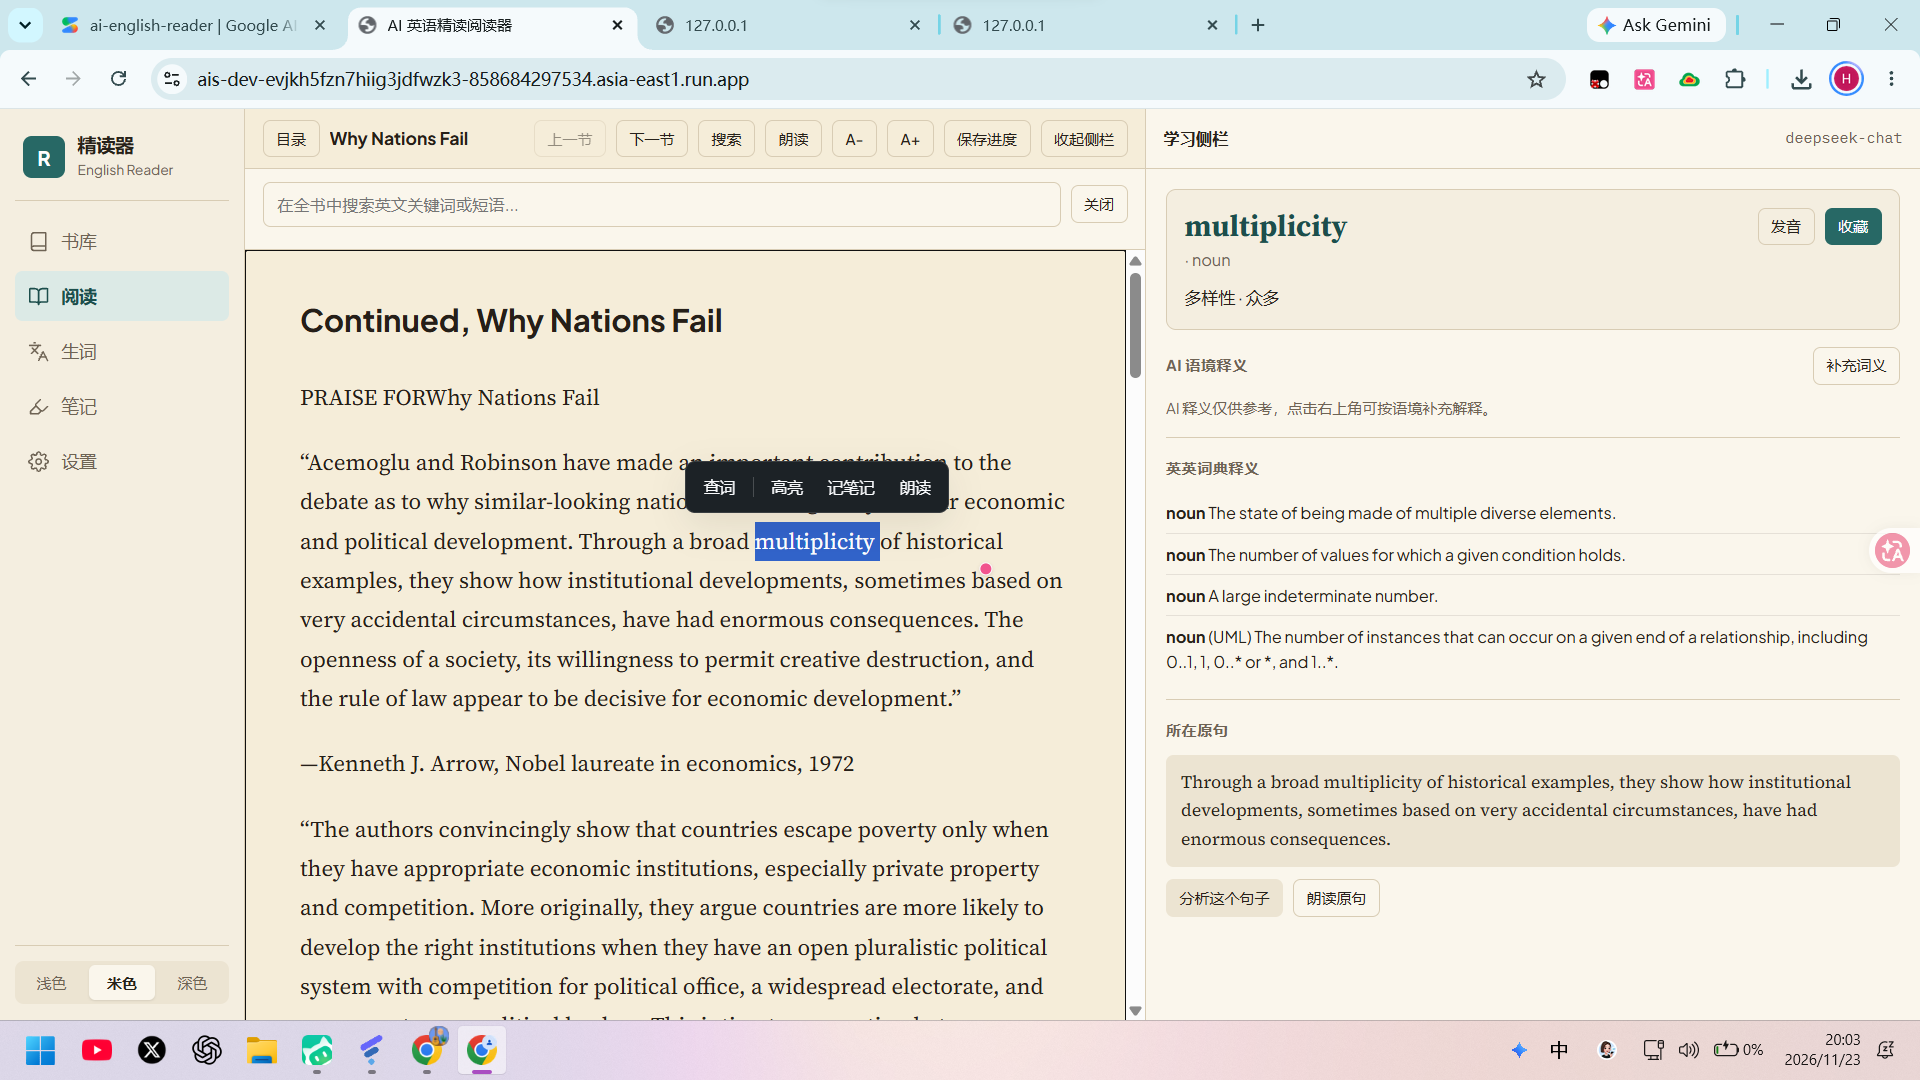 ai-english-reader | Google AI
AI 英语精读阅读器
127.0.0.1
127.0.0.1
Ask Gemini
ais-dev-evjkh5fzn7hiig3jdfwzk3-858684297534.asia-east1.run.app
H
R
精读器
English Reader
书库
阅读
生词
笔记
设置
浅色
米色
深色
目录
Why Nations Fail
上一节
下一节
搜索
朗读
A-
A+
保存进度
收起侧栏
在全书中搜索英文关键词或短语...
关闭
Continued, Why Nations Fail
PRAISE FORWhy Nations Fail
“Acemoglu and Robinson have made an important contribution to the
debate as to why similar-looking natio r economic
查词
高亮
记笔记
朗读
and political development. Through a broad multiplicity of historical
examples, they show how institutional developments, sometimes based on
very accidental circumstances, have had enormous consequences. The
openness of a society, its willingness to permit creative destruction, and
the rule of law appear to be decisive for economic development.”
—Kenneth J. Arrow, Nobel laureate in economics, 1972
“The authors convincingly show that countries escape poverty only when
they have appropriate economic institutions, especially private property
and competition. More originally, they argue countries are more likely to
develop the right institutions when they have an open pluralistic political
system with competition for political office, a widespread electorate, and
学习侧栏
deepseek-chat
multiplicity
发音
收藏
· noun
多样性 · 众多
AI 语境释义
补充词义
AI 释义仅供参考，点击右上角可按语境补充解释。
英英词典释义
noun The state of being made of multiple diverse elements.
noun The number of values for which a given condition holds.
noun A large indeterminate number.
noun (UML) The number of instances that can occur on a given end of a relationship, including
0..1, 1, 0..* or *, and 1..*.
所在原句
Through a broad multiplicity of historical examples, they show how institutional
developments, sometimes based on very accidental circumstances, have had
enormous consequences.
分析这个句子
朗读原句
中
0%
20:03
2026/11/23